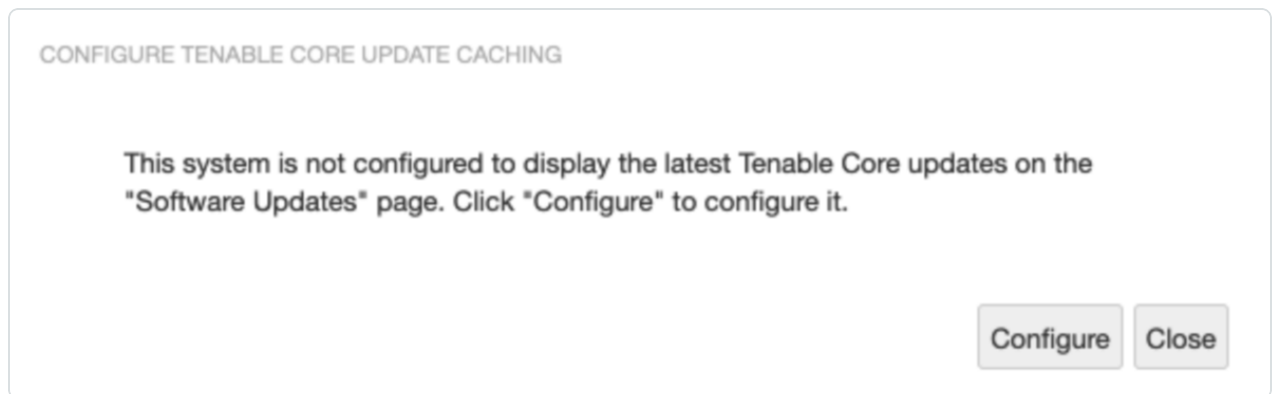 CONFIGURE TENABLE CORE UPDATE CACHING
This system is not configured to display the latest Tenable Core updates on the
"Software Updates" page. Click "Configure" to configure it.
Configure Close